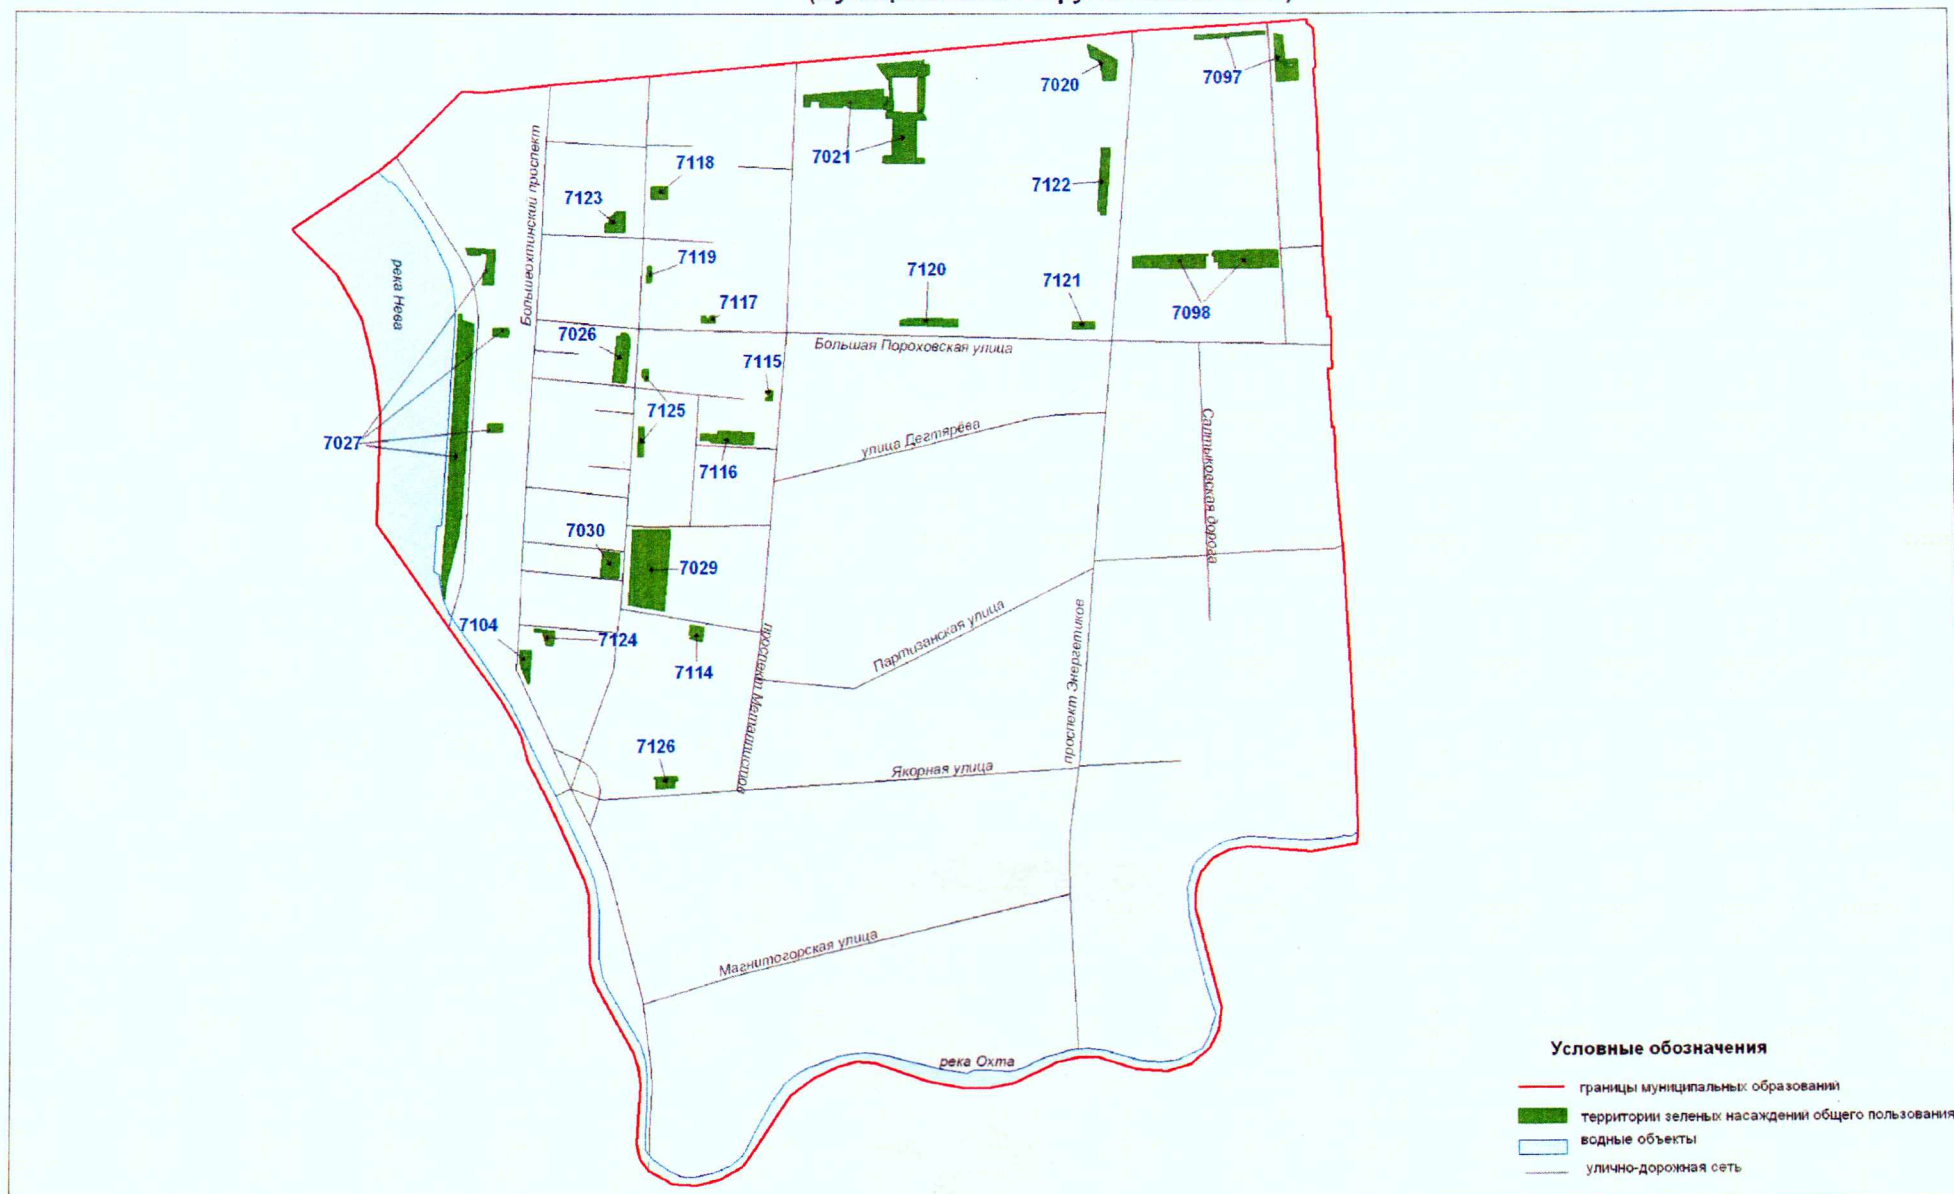 7020
7097
7021
7118
7122
7123
Большеохтинский проспект
7119
река Нева
7120
7121
7117
7098
7026
Большая Пороховская улица
7115
7125
7027
улица Дегтярёва
7116
Салтыковская дорога
7030
7029
7104
7124
Партизанская улица
7114
проспект Металлистов
проспект Энергетиков
7126
Якорная улица
Магнитогорская улица
река Охта
Условные обозначения
границы муниципальных образований
территории зеленых насаждений общего пользования
водные объекты
улично-дорожная сеть